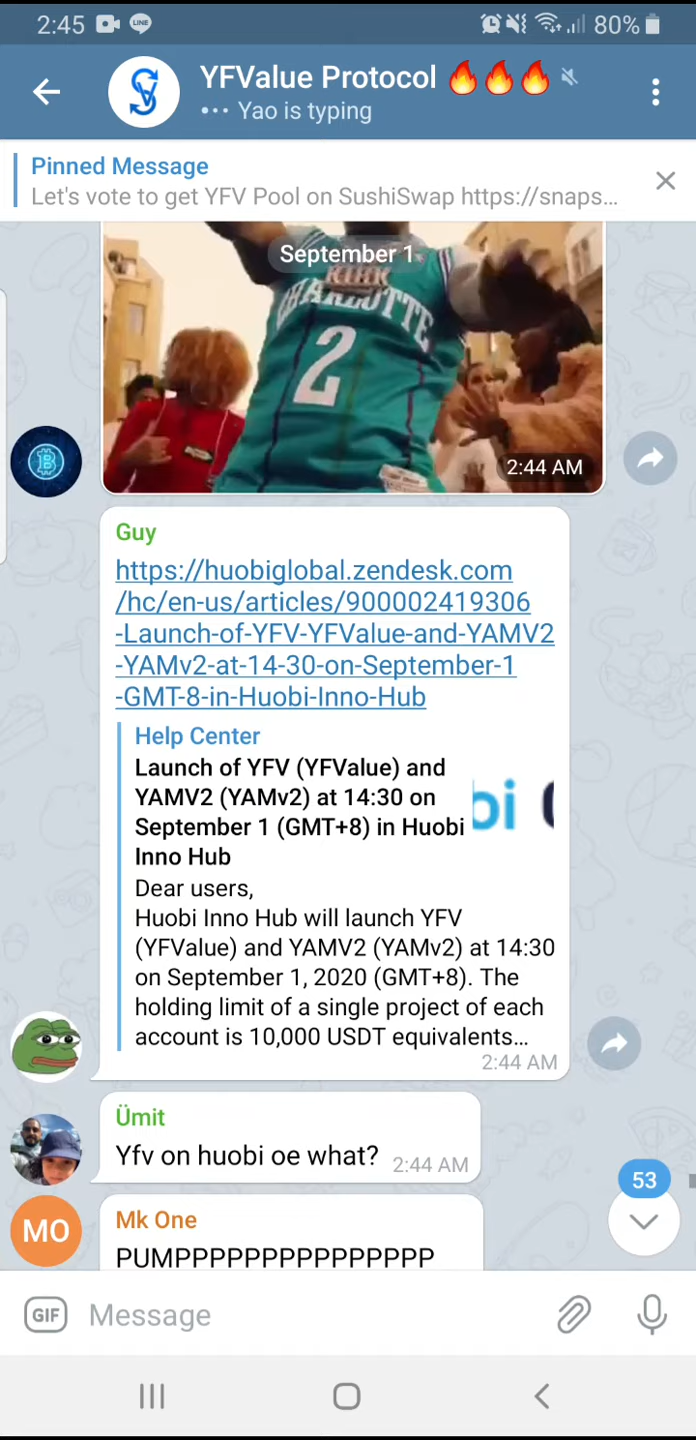 2:45 LINE 80%
YFValue Protocol 🔥🔥🔥
Yao is typing
Pinned Message
Let's vote to get YFV Pool on SushiSwap https://snaps...
September 1
CHARLOTTE
2
2:44 AM
Guy
https://huobiglobal.zendesk.com
/hc/en-us/articles/900002419306
-Launch-of-YFV-YFValue-and-YAMV2
-YAMv2-at-14-30-on-September-1
-GMT-8-in-Huobi-Inno-Hub
Help Center
Launch of YFV (YFValue) and
YAMV2 (YAMv2) at 14:30 on
September 1 (GMT+8) in Huobi
Inno Hub
bi
Dear users,
Huobi Inno Hub will launch YFV
(YFValue) and YAMV2 (YAMv2) at 14:30
on September 1, 2020 (GMT+8). The
holding limit of a single project of each
account is 10,000 USDT equivalents...
2:44 AM
Ümit
Yfv on huobi oe what? 2:44 AM
53
MO
Mk One
PUMPPPPPPPPPPPPPPP
GIF Message